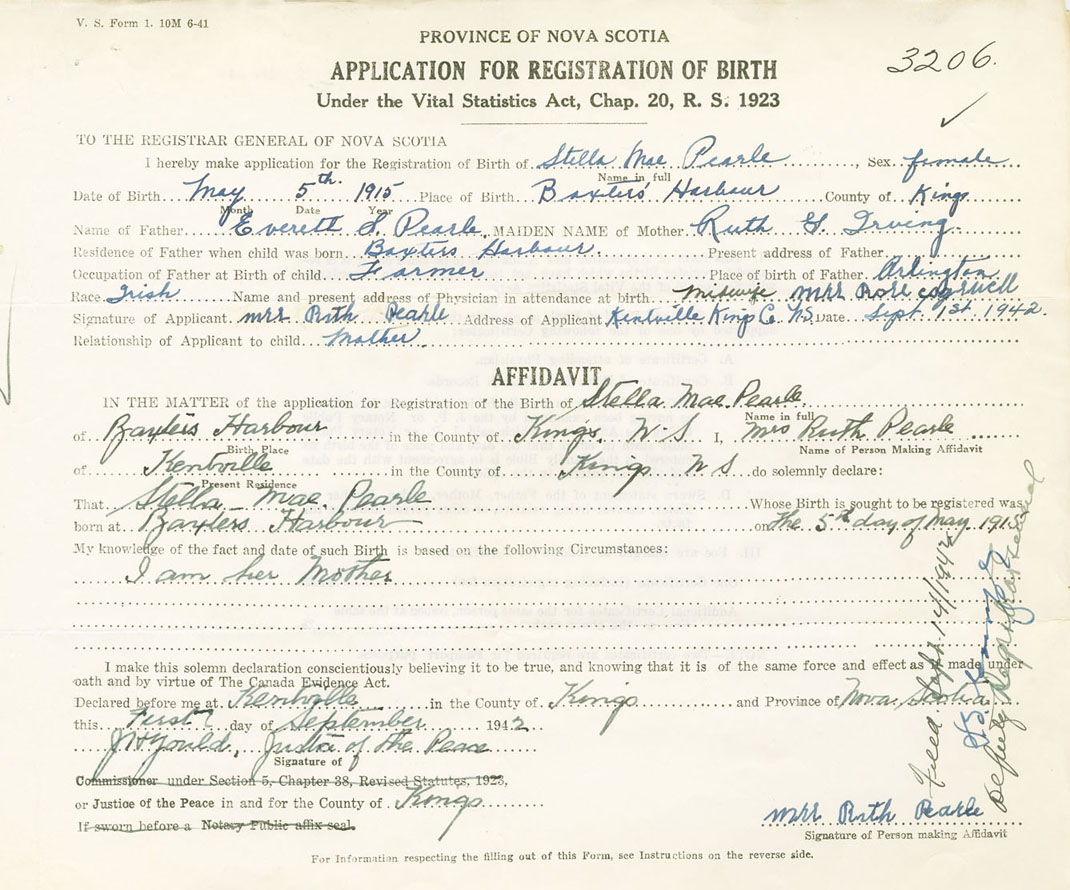 V. S. Form 1. 10M 6-41
PROVINCE OF NOVA SCOTIA
3206.
APPLICATION FOR REGISTRATION OF BIRTH
Under the Vital Statistics Act, Chap. 20, R. S. 1923
TO THE REGISTRAR GENERAL OF NOVA SCOTIA
I hereby make application for the Registration of Birth of Stella Mae Pearle, Sex. female
Name in full
Date of Birth May 5th 1915 Place of Birth Baxters' Harbour County of Kings
Month Date Year
Name of Father Everett S. Pearle. MAIDEN NAME of Mother Ruth G Irving.
Residence of Father when child was born. Baxters Harbour. Present address of Father
Occupation of Father at Birth of child. Farmer Place of birth of Father. Arlington
Race. Irish Name and present address of Physician in attendance at birth. midwife mrs Rose Cogswell
Signature of Applicant mrs Ruth Pearle Address of Applicant Kentville King Co. N.S. Date Sept 1st 1942.
Relationship of Applicant to child. Mother.
AFFIDAVIT
IN THE MATTER of the application for Registration of the Birth of Stella Mae Pearle
Name in full
of Baxters Harbour in the County of Kings, N S I, Mrs Ruth Pearle
Birth Place Name of Person Making Affidavit
of Kentville in the County of Kings N S do solemnly declare:
Present Residence
That Stella Mae Pearle Whose Birth is sought to be registered was
born at Baxters Harbour on the 5th day of May 1915
My knowledge of the fact and date of such Birth is based on the following Circumstances:
I am her Mother
I make this solemn declaration conscientiously believing it to be true, and knowing that it is of the same force and effect as if made under
oath and by virtue of The Canada Evidence Act.
Declared before me at Kentville in the County of Kings and Province of Nova Scotia
this First day of September 1942
J H Gould, Justice of the Peace
Signature of
Commissioner under Section 5, Chapter 38, Revised Statutes, 1923,
or Justice of the Peace in and for the County of Kings
If sworn before a Notary Public affix seal.
mrs Ruth Pearle
Signature of Person making Affidavit
For Information respecting the filling out of this Form, see Instructions on the reverse side.
Filed Sept. 14/1942
Deputy Registrar General